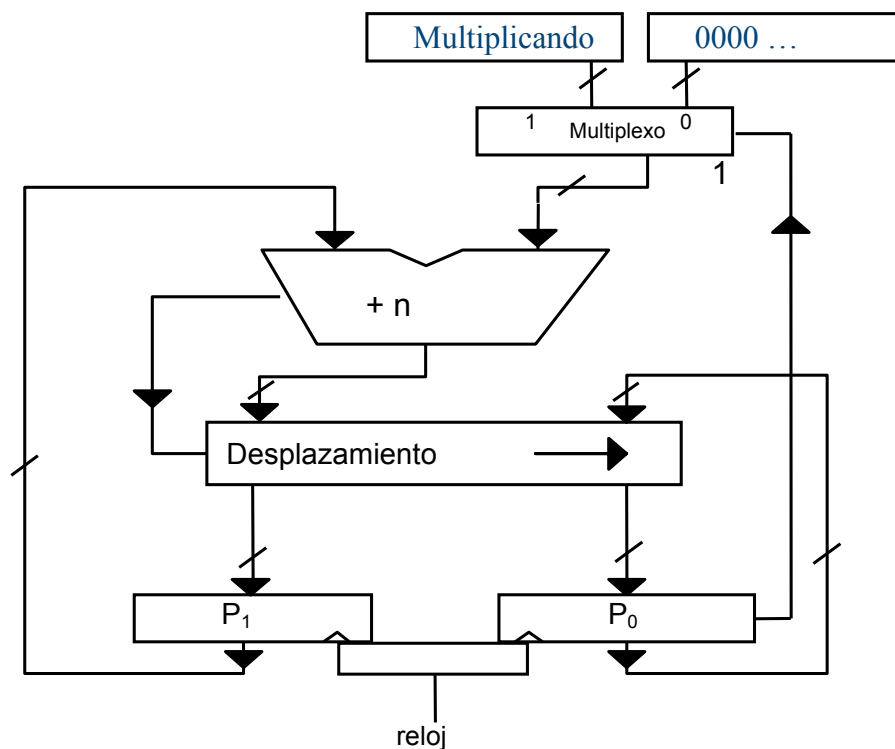 Multiplicando
0000 ...
1 Multiplexo 0
1
+ n
Desplazamiento
P₁
P₀
reloj